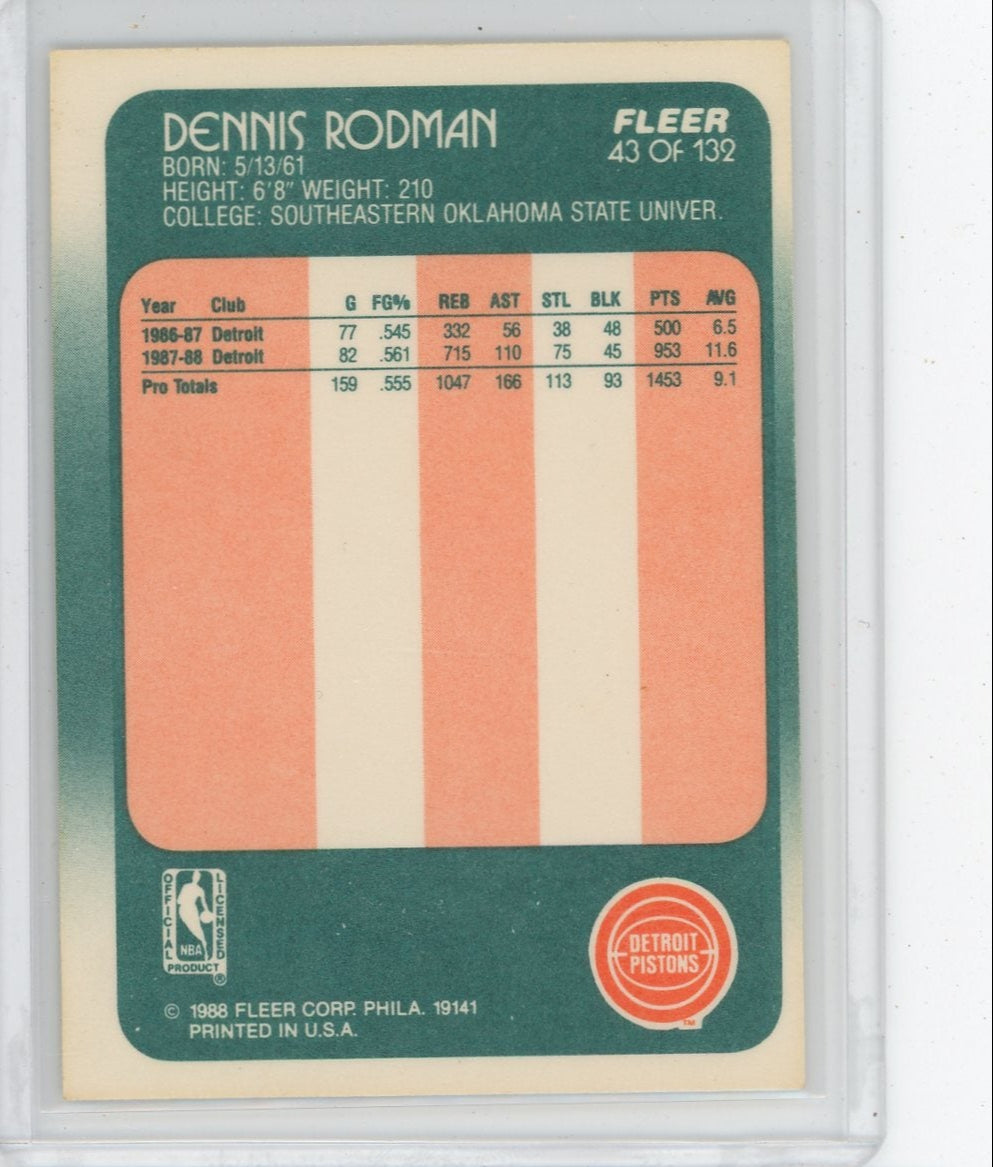 DENNIS RODMAN
FLEER
43 OF 132
BORN: 5/13/61
HEIGHT: 6'8" WEIGHT: 210
COLLEGE: SOUTHEASTERN OKLAHOMA STATE UNIVER.
Year Club G FG% REB AST STL BLK PTS AVG
1986-87 Detroit 77 .545 332 56 38 48 500 6.5
1987-88 Detroit 82 .561 715 110 75 45 953 11.6
Pro Totals 159 .555 1047 166 113 93 1453 9.1
OFFICIAL
LICENSED
NBA
PRODUCT
®
DETROIT
PISTONS
TM
© 1988 FLEER CORP. PHILA. 19141
PRINTED IN U.S.A.